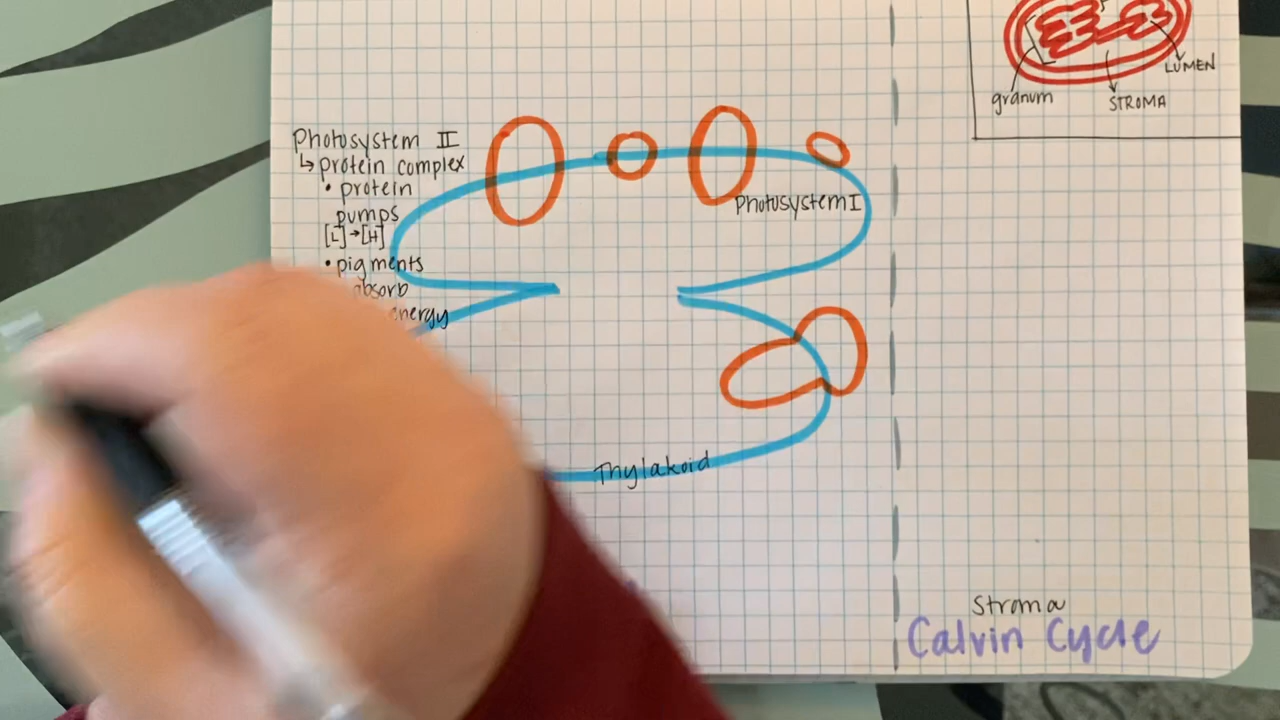 Photosystem II
↳ protein complex
• protein
pumps
[L]→[H]
• pigments
absorb
energy
Photosystem I
Thylakoid
granum
STROMA
LUMEN
Stroma
Calvin Cycle